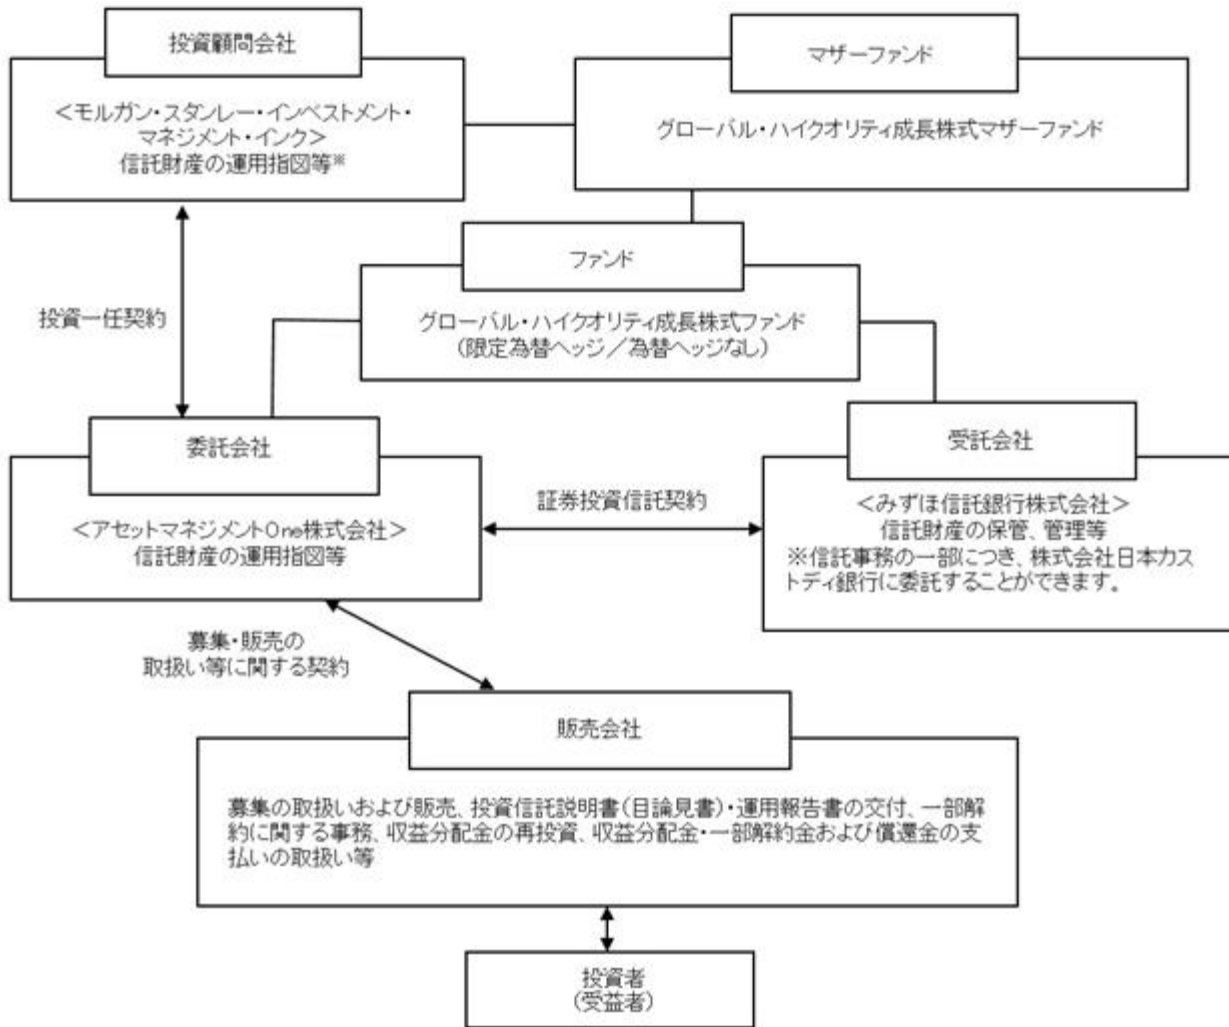 投資顧問会社
<モルガン・スタンレー・インベストメント・
マネジメント・インク>
信託財産の運用指図等※
マザーファンド
グローバル・ハイクオリティ成長株式マザーファンド
ファンド
グローバル・ハイクオリティ成長株式ファンド
(限定為替ヘッジ/為替ヘッジなし)
投資一任契約
委託会社
<アセットマネジメントOne株式会社>
信託財産の運用指図等
証券投資信託契約
受託会社
<みずほ信託銀行株式会社>
信託財産の保管、管理等
※信託事務の一部につき、株式会社日本カス
トディ銀行に委託することができます。
募集・販売の
取扱い等に関する契約
販売会社
募集の取扱いおよび販売、投資信託説明書(目論見書)・運用報告書の交付、一部解
約に関する事務、収益分配金の再投資、収益分配金・一部解約金および償還金の支
払いの取扱い等
投資者
(受益者)